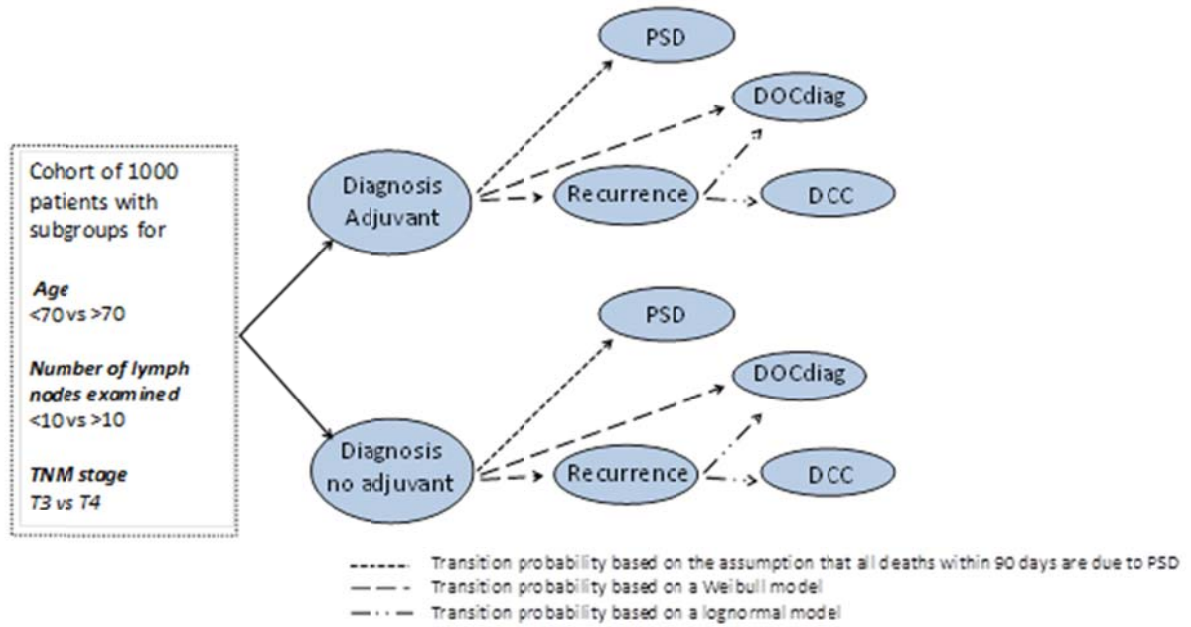 Cohort of 1000
patients with
subgroups for
Age
<70 vs >70
Number of lymph
nodes examined
<10 vs >10
TNM stage
T3 vs T4
Diagnosis
Adjuvant
PSD
DOCdiag
Recurrence
DCC
Diagnosis
no adjuvant
PSD
DOCdiag
Recurrence
DCC
Transition probability based on the assumption that all deaths within 90 days are due to PSD
Transition probability based on a Weibull model
Transition probability based on a lognormal model